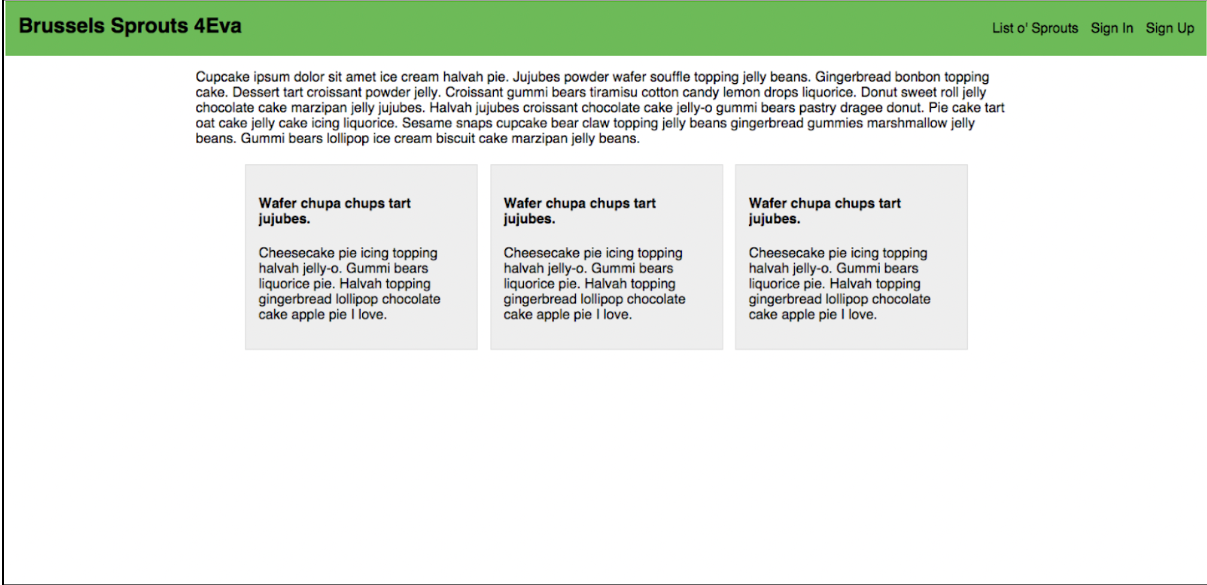 Brussels Sprouts 4Eva
List o' Sprouts Sign In Sign Up
Cupcake ipsum dolor sit amet ice cream halvah pie. Jujubes powder wafer souffle topping jelly beans. Gingerbread bonbon topping
cake. Dessert tart croissant powder jelly. Croissant gummi bears tiramisu cotton candy lemon drops liquorice. Donut sweet roll jelly
chocolate cake marzipan jelly jujubes. Halvah jujubes croissant chocolate cake jelly-o gummi bears pastry dragee donut. Pie cake tart
oat cake jelly cake icing liquorice. Sesame snaps cupcake bear claw topping jelly beans gingerbread gummies marshmallow jelly
beans. Gummi bears lollipop ice cream biscuit cake marzipan jelly beans.
Wafer chupa chups tart
jujubes.
Cheesecake pie icing topping
halvah jelly-o. Gummi bears
liquorice pie. Halvah topping
gingerbread lollipop chocolate
cake apple pie I love.
Wafer chupa chups tart
jujubes.
Cheesecake pie icing topping
halvah jelly-o. Gummi bears
liquorice pie. Halvah topping
gingerbread lollipop chocolate
cake apple pie I love.
Wafer chupa chups tart
jujubes.
Cheesecake pie icing topping
halvah jelly-o. Gummi bears
liquorice pie. Halvah topping
gingerbread lollipop chocolate
cake apple pie I love.